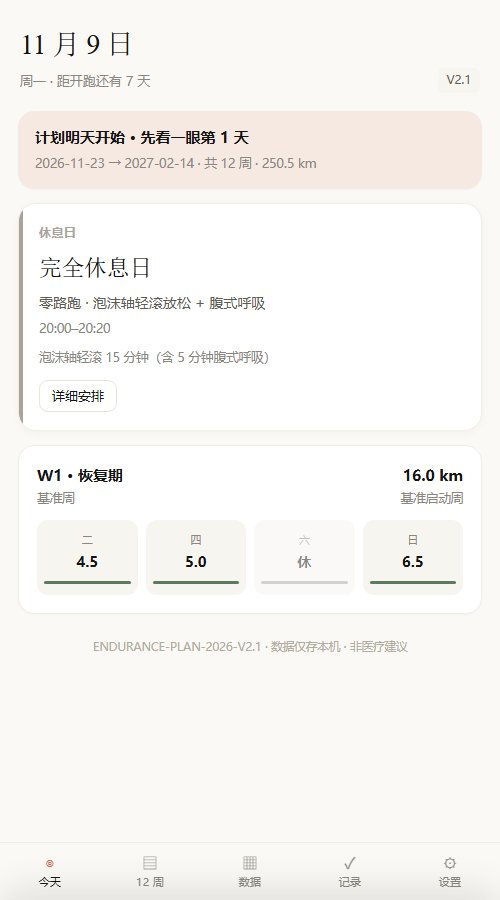 11 月 9 日
周一 · 距开跑还有 7 天
V2.1
计划明天开始 · 先看一眼第 1 天
2026-11-23 → 2027-02-14 · 共 12 周 · 250.5 km
休息日
完全休息日
零路跑 · 泡沫轴轻滚放松 + 腹式呼吸
20:00–20:20
泡沫轴轻滚 15 分钟（含 5 分钟腹式呼吸）
详细安排
W1 · 恢复期
16.0 km
基准周
基准启动周
二 四 六 日
4.5 5.0 休 6.5
ENDURANCE-PLAN-2026-V2.1 · 数据仅存本机 · 非医疗建议
今天 12 周 数据 记录 设置